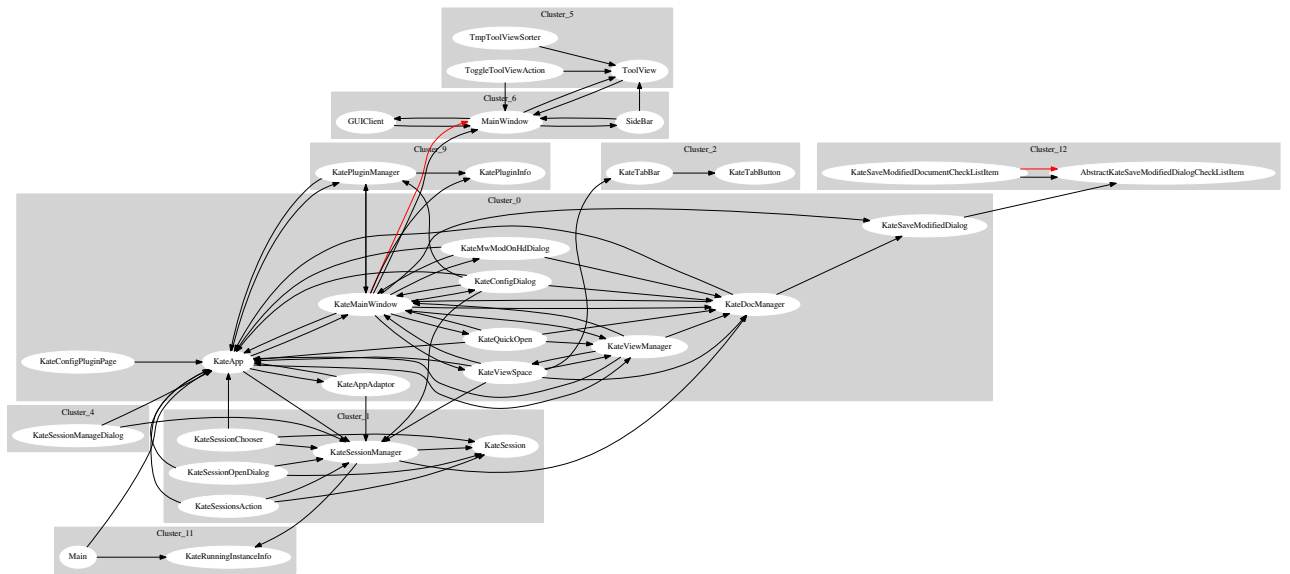 Cluster_5
TmpToolViewSorter
ToggleToolViewAction
ToolView
Cluster_6
GUIClient
MainWindow
SideBar
Cluster_9
KatePluginManager
KatePluginInfo
Cluster_2
KateTabBar
KateTabButton
Cluster_12
KateSaveModifiedDocumentCheckListItem
AbstractKateSaveModifiedDialogCheckListItem
Cluster_0
KateSaveModifiedDialog
KateMwModOnHdDialog
KateConfigDialog
KateMainWindow
KateDocManager
KateQuickOpen
KateViewManager
KateConfigPluginPage
KateApp
KateViewSpace
KateAppAdaptor
Cluster_4
KateSessionManageDialog
Cluster_1
KateSessionChooser
KateSession
KateSessionManager
KateSessionOpenDialog
KateSessionsAction
Cluster_11
Main
KateRunningInstanceInfo